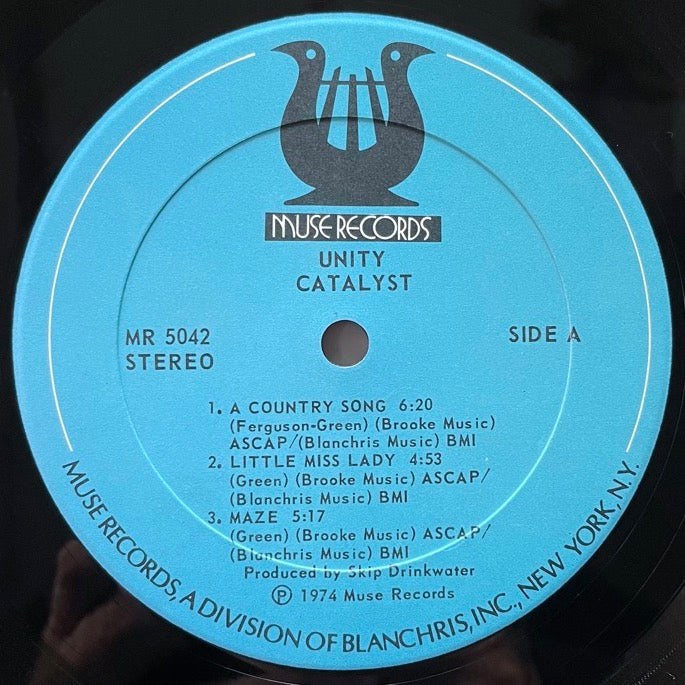 MUSE RECORDS
UNITY
CATALYST
MR 5042
STEREO
SIDE A
1. A COUNTRY SONG 6:20
(Ferguson-Green) (Brooke Music)
ASCAP/(Blanchris Music) BMI
2. LITTLE MISS LADY 4:53
(Green) (Brooke Music) ASCAP/
(Blanchris Music) BMI
3. MAZE 5:17
(Green) (Brooke Music) ASCAP/
(Blanchris Music) BMI
Produced by Skip Drinkwater
Ⓟ 1974 Muse Records
MUSE RECORDS, A DIVISION OF BLANCHRIS, INC., NEW YORK, N.Y.